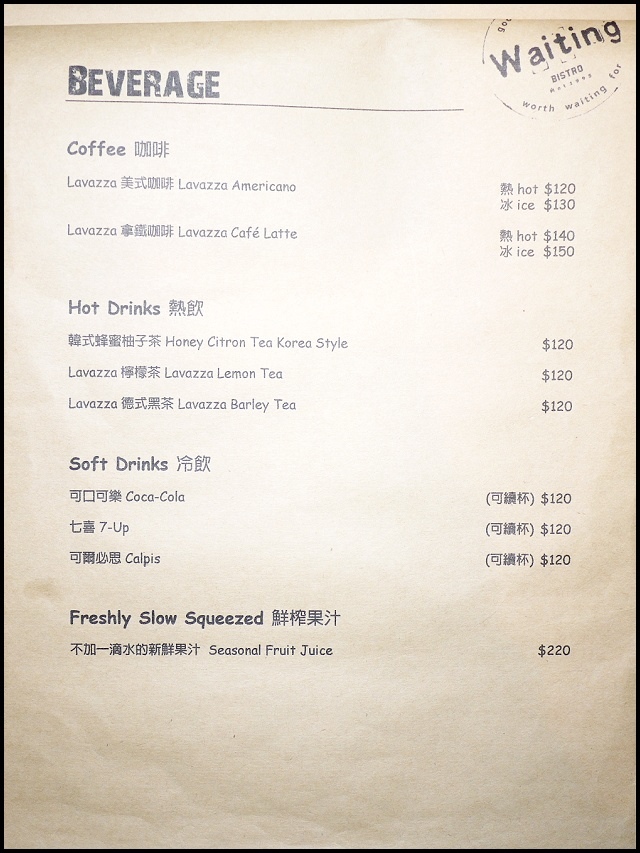 Waiting
BISTRO
worth waiting for
BEVERAGE
Coffee 咖啡
Lavazza 美式咖啡 Lavazza Americano 熱 hot $120
冰 ice $130
Lavazza 拿鐵咖啡 Lavazza Café Latte 熱 hot $140
冰 ice $150
Hot Drinks 熱飲
韓式蜂蜜柚子茶 Honey Citron Tea Korea Style $120
Lavazza 檸檬茶 Lavazza Lemon Tea $120
Lavazza 德式黑茶 Lavazza Barley Tea $120
Soft Drinks 冷飲
可口可樂 Coca-Cola (可續杯) $120
七喜 7-Up (可續杯) $120
可爾必思 Calpis (可續杯) $120
Freshly Slow Squeezed 鮮榨果汁
不加一滴水的新鮮果汁 Seasonal Fruit Juice $220